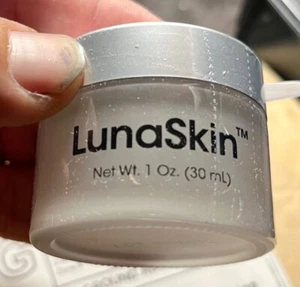 LunaSkin™
Net Wt. 1 Oz. (30 mL)